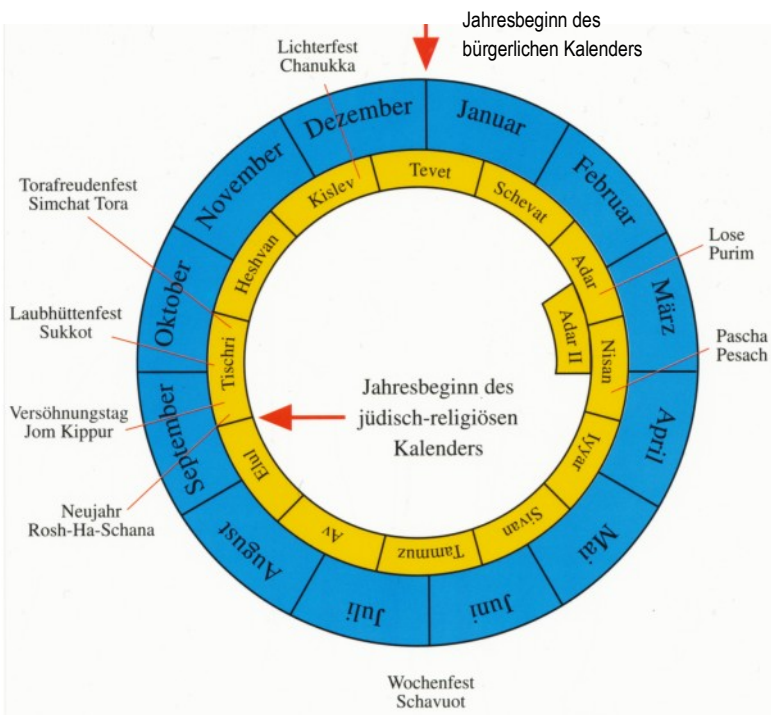 Jahresbeginn des
bürgerlichen Kalenders
Lichterfest
Chanukka
Torafreudenfest
Simchat Tora
Laubhüttenfest
Sukkot
Versöhnungstag
Jom Kippur
Neujahr
Rosh-Ha-Schana
Lose
Purim
Pascha
Pesach
Wochenfest
Schavuot
Januar
Februar
März
April
Mai
Juni
Juli
August
September
Oktober
November
Dezember
Tevet
Schevat
Adar
Adar II
Nisan
Iyyar
Sivan
Tammuz
Av
Elul
Tischri
Heshvan
Kislev
Jahresbeginn des
jüdisch-religiösen
Kalenders